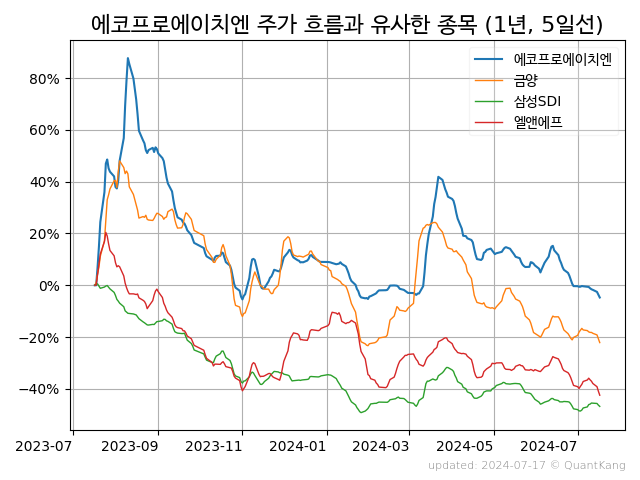 에코프로에이치엔 주가 흐름과 유사한 종목 (1년, 5일선)
에코프로에이치엔
금양
삼성SDI
엘앤에프
80%
60%
40%
20%
0%
−20%
−40%
2023-07 2023-09 2023-11 2024-01 2024-03 2024-05 2024-07
updated: 2024-07-17 © QuantKang